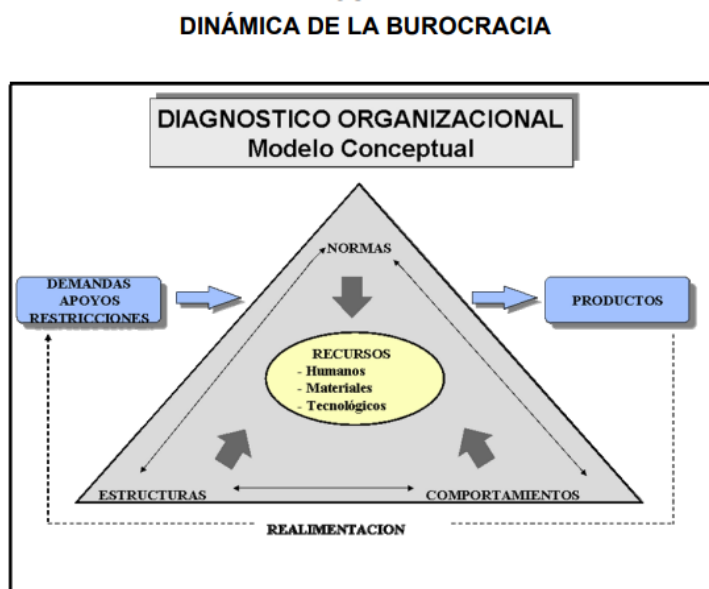 DINÁMICA DE LA BUROCRACIA
DIAGNOSTICO ORGANIZACIONAL
Modelo Conceptual
NORMAS
DEMANDAS
APOYOS
RESTRICCIONES
PRODUCTOS
RECURSOS
- Humanos
- Materiales
- Tecnológicos
ESTRUCTURAS
COMPORTAMIENTOS
REALIMENTACION